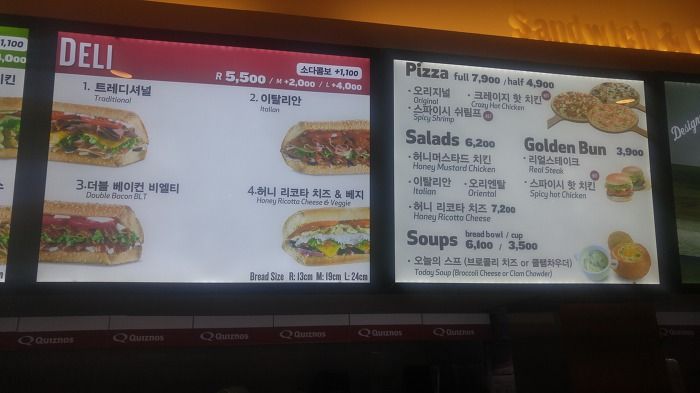 1,100
4,000
치킨
DELI
소다콤보 +1,100
R 5,500 / M +2,000 / L +4,000
1. 트레디셔널
Traditional
2. 이탈리안
Italian
3. 더블 베이컨 비엘티
Double Bacon BLT
4. 허니 리코타 치즈 & 베지
Honey Ricotta Cheese & Veggie
Bread Size R: 13cm M: 19cm L: 24cm
Pizza full 7,900 / half 4,900
· 오리지널
Original
· 크레이지 핫 치킨
Crazy Hot Chicken
· 스파이시 쉬림프
Spicy Shrimp
Salads 6,200
· 허니머스타드 치킨
Honey Mustard Chicken
· 이탈리안
Italian
· 오리엔탈
Oriental
· 허니 리코타 치즈 7,200
Honey Ricotta Cheese
Golden Bun 3,900
· 리얼스테이크
Real Steak
· 스파이시 핫 치킨
Spicy hot Chicken
Soups bread bowl / cup
6,100 / 3,500
· 오늘의 스프 (브로콜리 치즈 or 클램차우더)
Today Soup (Broccoli Cheese or Clam Chowder)
Sandwich &
Design
Quiznos
Quiznos
Quiznos
Quiznos
Quiznos
Quiznos